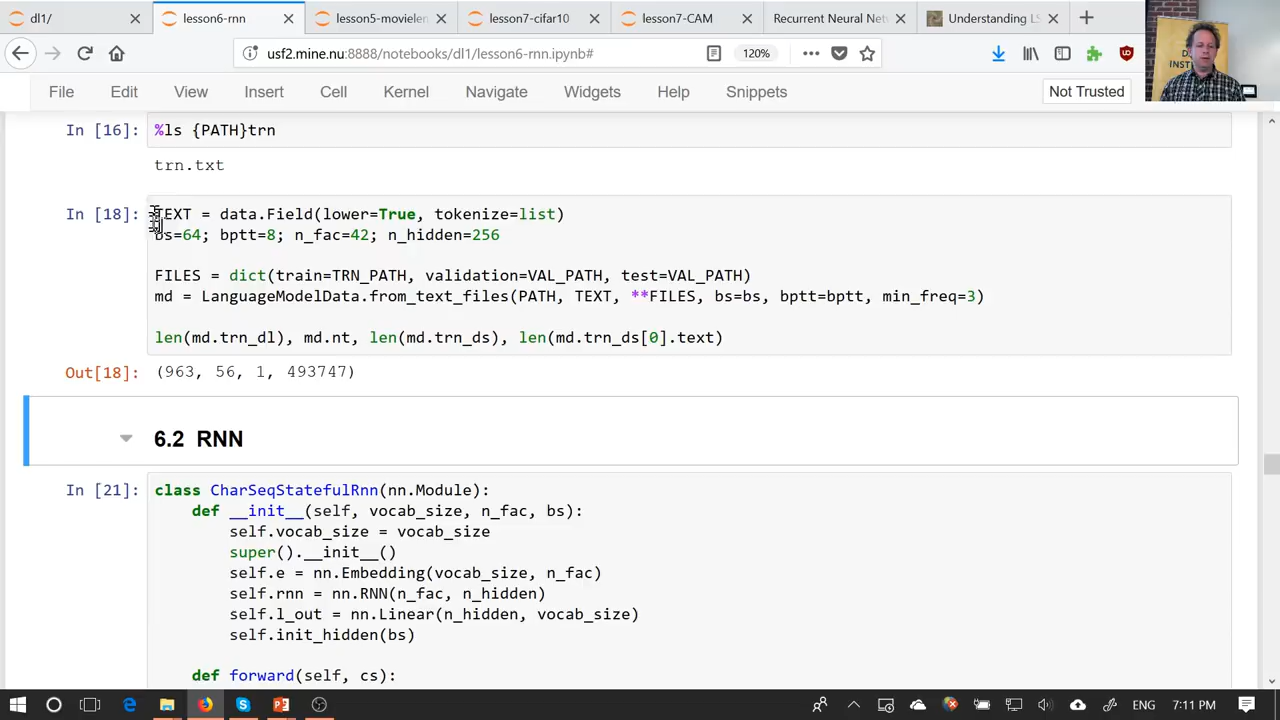 dl1/
lesson6-rnn
lesson5-movielen
lesson7-cifar10
lesson7-CAM
Recurrent Neural Ne
Understanding LS
usf2.mine.nu:8888/notebooks/dl1/lesson6-rnn.ipynb#
120%
File Edit View Insert Cell Kernel Navigate Widgets Help Snippets
Not Trusted
In [16]: %ls {PATH}trn
trn.txt
In [18]: TEXT = data.Field(lower=True, tokenize=list)
bs=64; bptt=8; n_fac=42; n_hidden=256
FILES = dict(train=TRN_PATH, validation=VAL_PATH, test=VAL_PATH)
md = LanguageModelData.from_text_files(PATH, TEXT, **FILES, bs=bs, bptt=bptt, min_freq=3)
len(md.trn_dl), md.nt, len(md.trn_ds), len(md.trn_ds[0].text)
Out[18]: (963, 56, 1, 493747)
6.2 RNN
In [21]: class CharSeqStatefulRnn(nn.Module):
def __init__(self, vocab_size, n_fac, bs):
self.vocab_size = vocab_size
super().__init__()
self.e = nn.Embedding(vocab_size, n_fac)
self.rnn = nn.RNN(n_fac, n_hidden)
self.l_out = nn.Linear(n_hidden, vocab_size)
self.init_hidden(bs)
def forward(self, cs):
ENG
7:11 PM